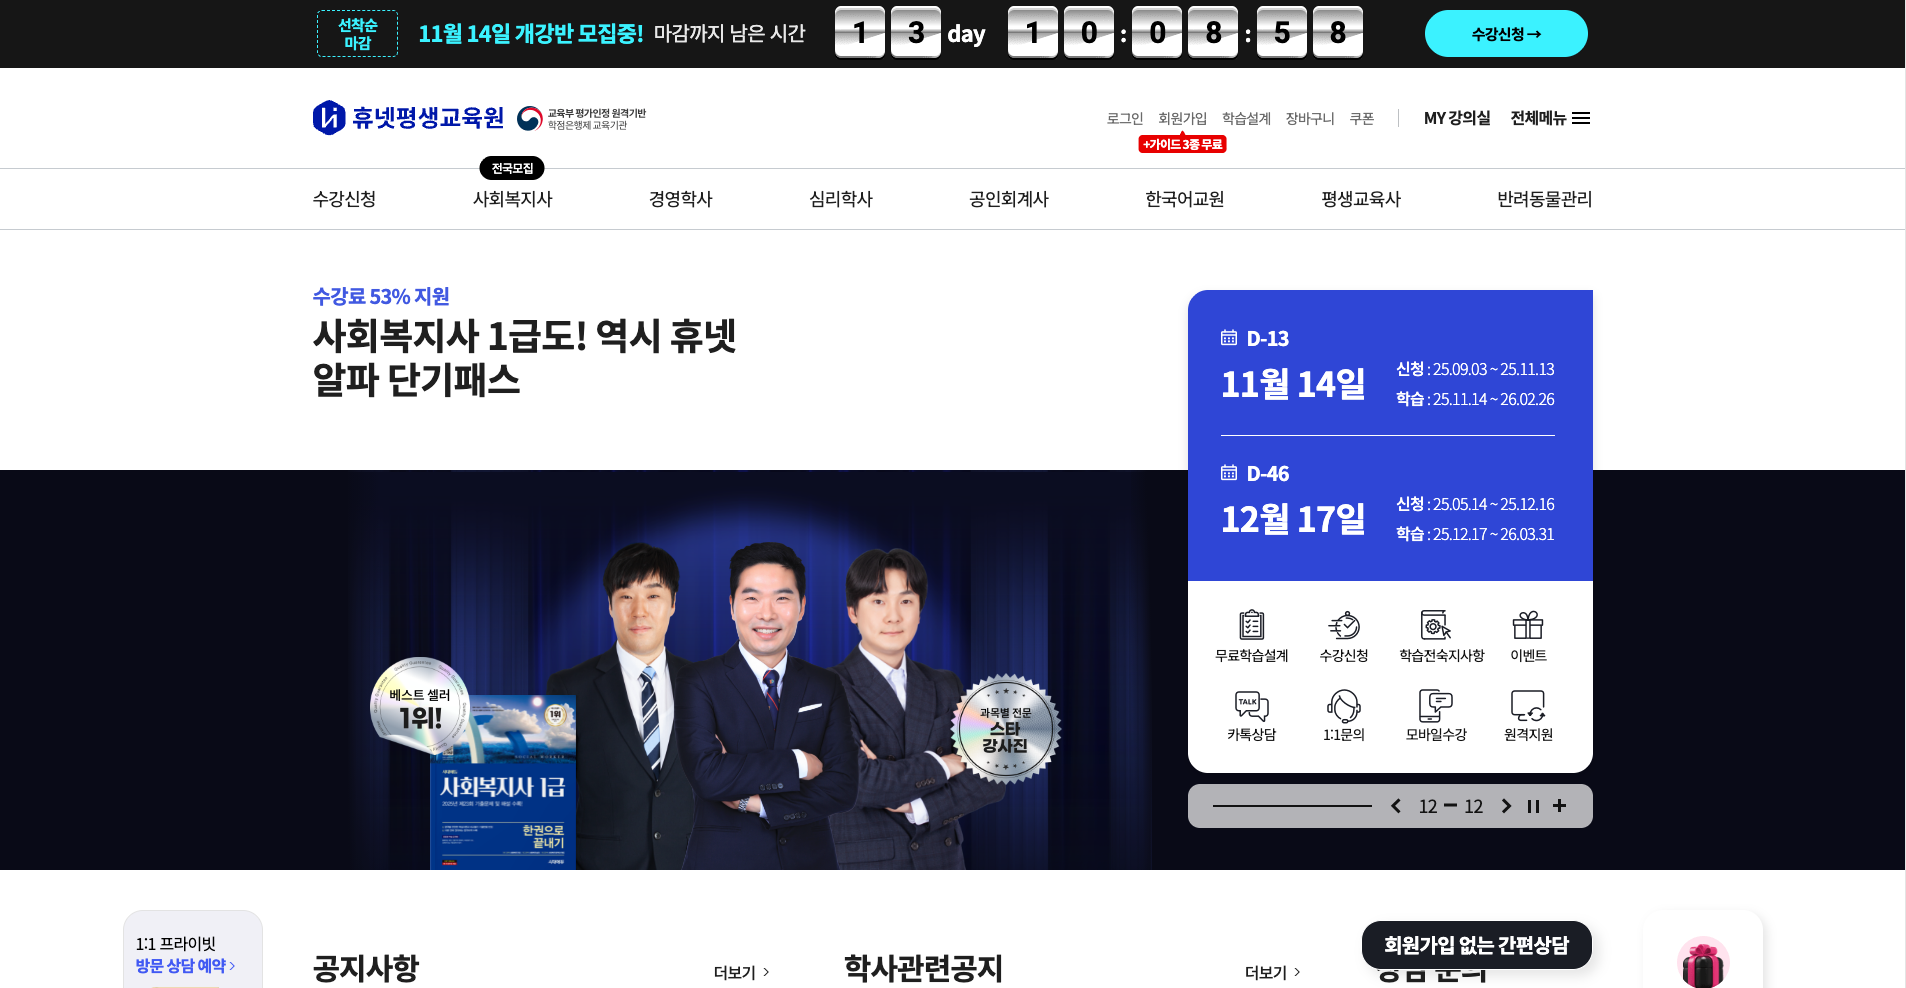 선착순
마감
11월 14일 개강반 모집중! 마감까지 남은 시간
1 3 day 1 0 : 0 8 : 5 8
수강신청 →
휴넷평생교육원
교육부 평가인정 원격기반
학점은행제 교육기관
로그인 회원가입 학습설계 장바구니 쿠폰
MY 강의실 전체메뉴
+가이드 3종 무료
전국모집
수강신청 사회복지사 경영학사 심리학사 공인회계사 한국어교원 평생교육사 반려동물관리
수강료 53% 지원
사회복지사 1급도! 역시 휴넷
알파 단기패스
D-13
11월 14일
신청 : 25.09.03 ~ 25.11.13
학습 : 25.11.14 ~ 26.02.26
D-46
12월 17일
신청 : 25.05.14 ~ 25.12.16
학습 : 25.12.17 ~ 26.03.31
무료학습설계 수강신청 학습전숙지사항 이벤트
TALK
카톡상담 1:1문의 모바일수강 원격지원
12 12
베스트 셀러
1위!
1위
사회복지사 1급
한권으로
끝내기
과목별 전문
스타
강사진
1:1 프라이빗
방문 상담 예약
공지사항
더보기
학사관련공지
더보기
회원가입 없는 간편상담